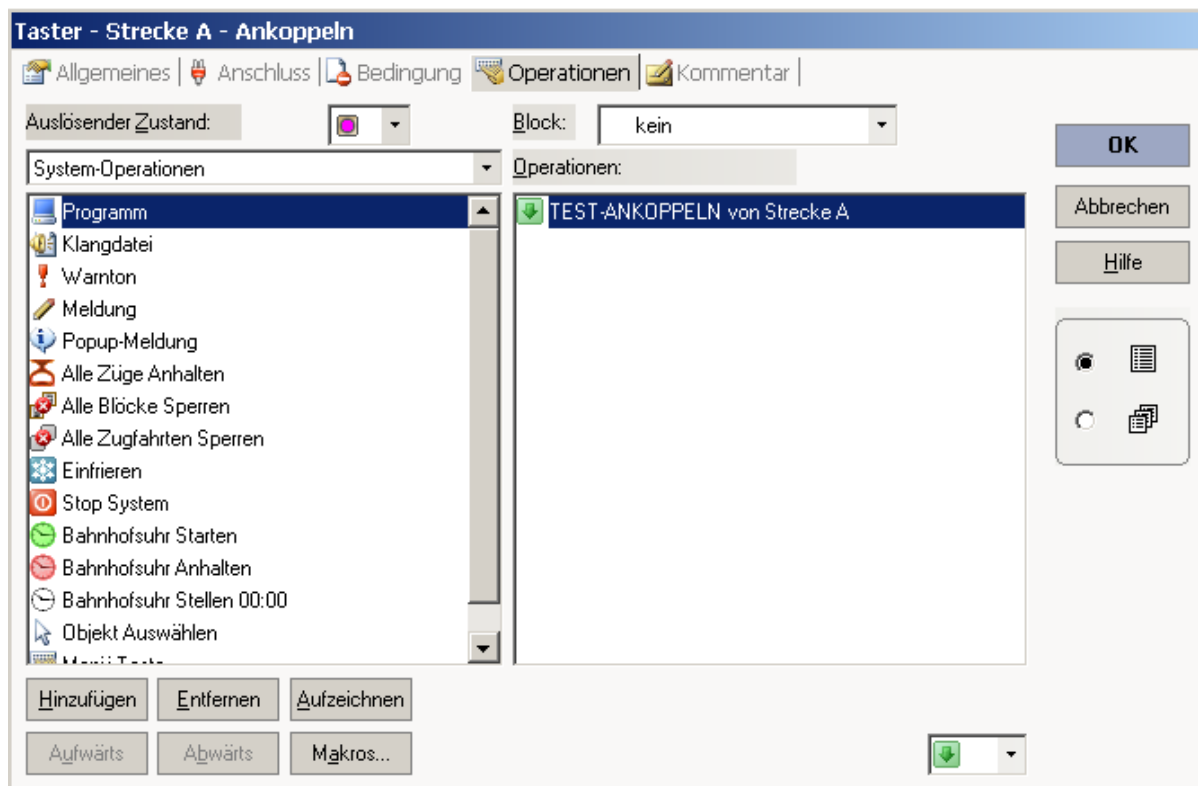 Taster - Strecke A - Ankoppeln
Allgemeines Anschluss Bedingung Operationen Kommentar
Auslösender Zustand:
Block: kein
OK
System-Operationen
Operationen:
Programm
TEST-ANKOPPELN von Strecke A
Abbrechen
Klangdatei
Hilfe
Warnton
Meldung
Popup-Meldung
Alle Züge Anhalten
Alle Blöcke Sperren
Alle Zugfahrten Sperren
Einfrieren
Stop System
Bahnhofsuhr Starten
Bahnhofsuhr Anhalten
Bahnhofsuhr Stellen 00:00
Objekt Auswählen
Hinzufügen Entfernen Aufzeichnen
Aufwärts Abwärts Makros...